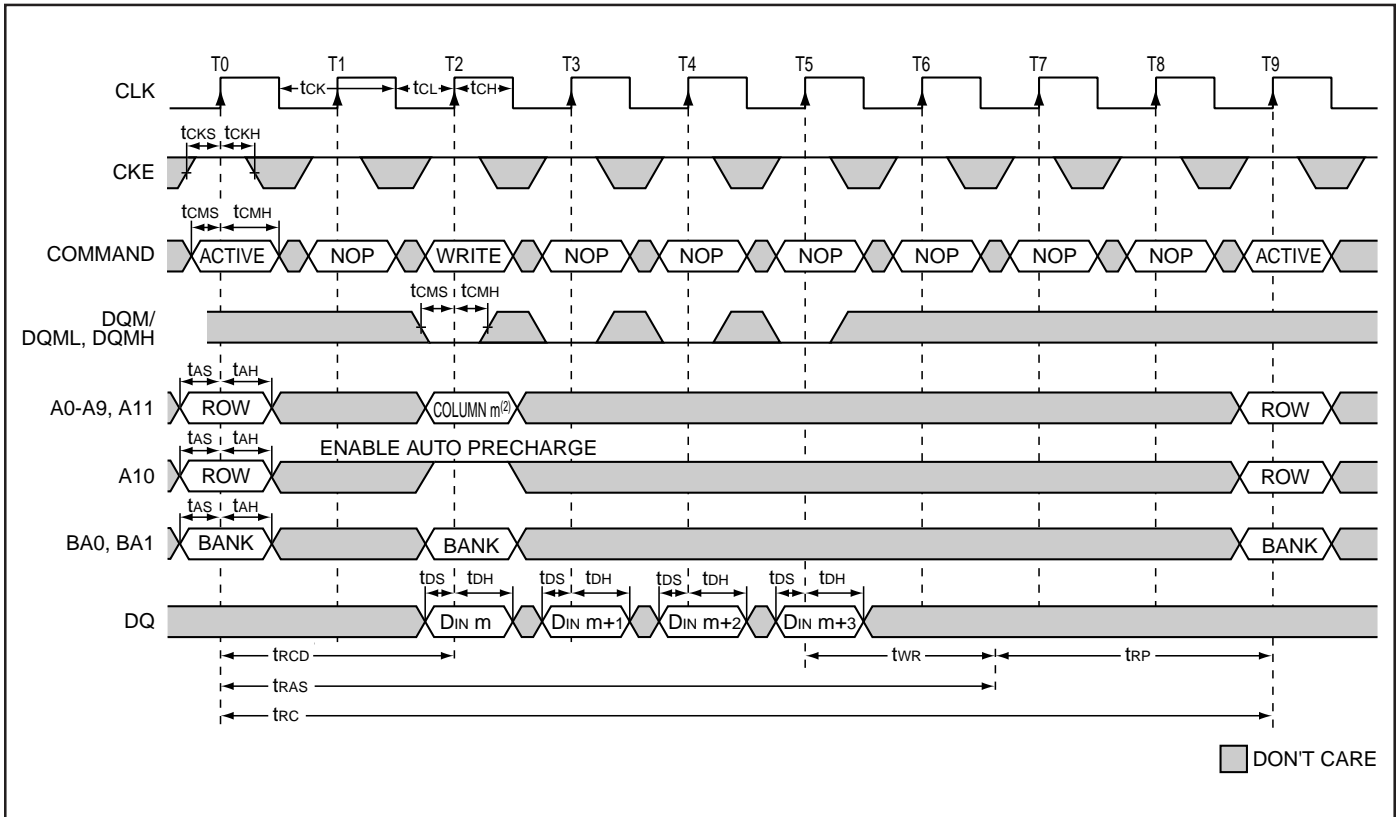 T0 T1 T2 T3 T4 T5 T6 T7 T8 T9
CLK tCK tCL tCH
tCKS tCKH
CKE
tCMS tCMH
COMMAND ACTIVE NOP WRITE NOP NOP NOP NOP NOP NOP ACTIVE
tCMS tCMH
DQM/
DQML, DQMH
tAS tAH
A0-A9, A11 ROW COLUMN m(2) ROW
tAS tAH ENABLE AUTO PRECHARGE
A10 ROW ROW
tAS tAH
BA0, BA1 BANK BANK BANK
tDS tDH tDS tDH tDS tDH tDS tDH
DQ DIN m DIN m+1 DIN m+2 DIN m+3
tRCD tWR tRP
tRAS
tRC
DON'T CARE